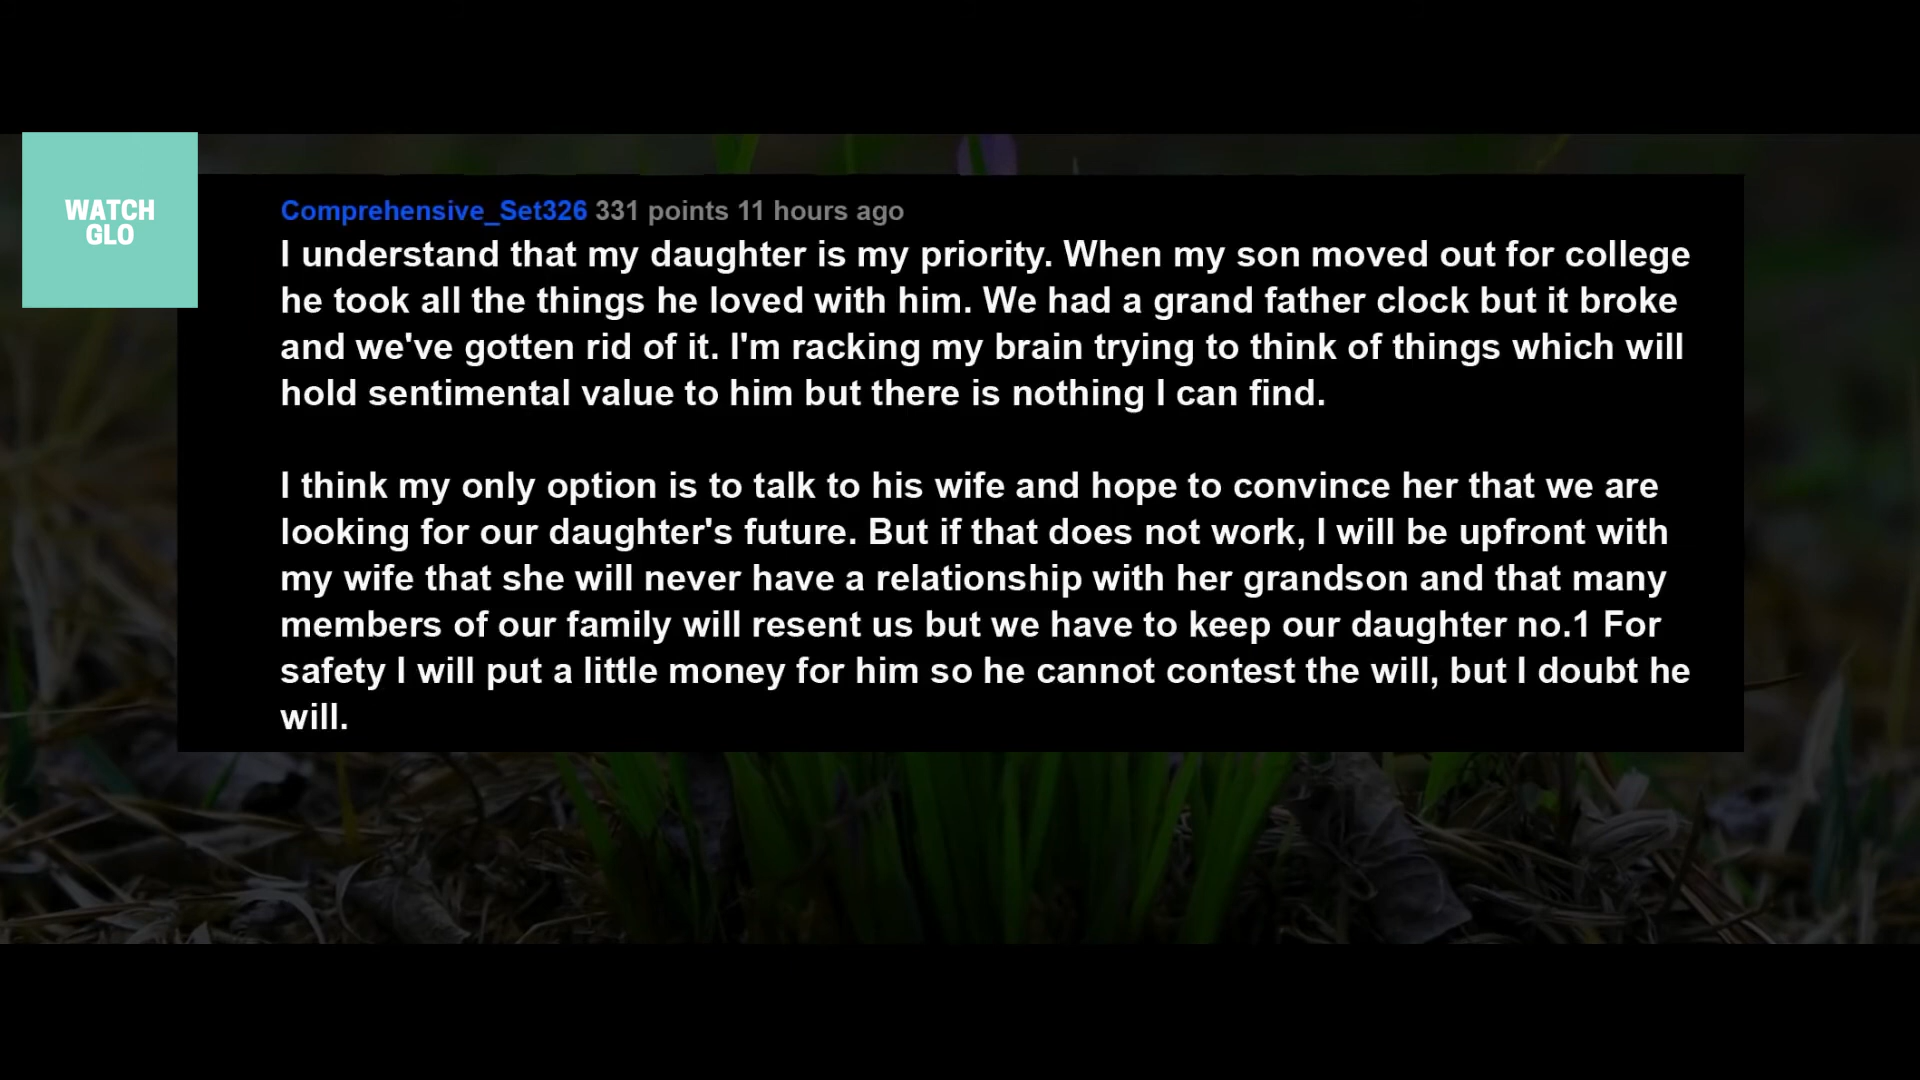 WATCH
GLO
Comprehensive_Set326 331 points 11 hours ago
I understand that my daughter is my priority. When my son moved out for college
he took all the things he loved with him. We had a grand father clock but it broke
and we've gotten rid of it. I'm racking my brain trying to think of things which will
hold sentimental value to him but there is nothing I can find.
I think my only option is to talk to his wife and hope to convince her that we are
looking for our daughter's future. But if that does not work, I will be upfront with
my wife that she will never have a relationship with her grandson and that many
members of our family will resent us but we have to keep our daughter no.1 For
safety I will put a little money for him so he cannot contest the will, but I doubt he
will.